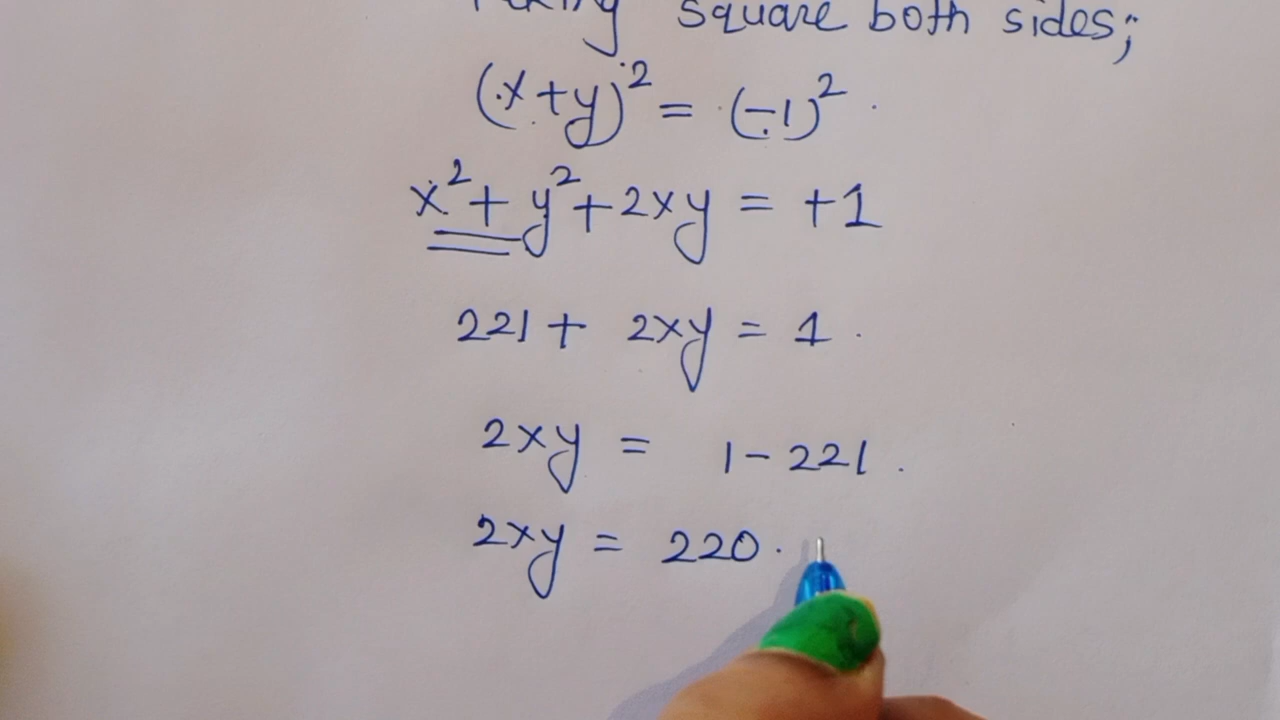 square both sides;
(x+y)² = (-1)²
x²+ y²+2xy = +1
221+ 2xy = 1
2xy = 1-221
2xy = 220